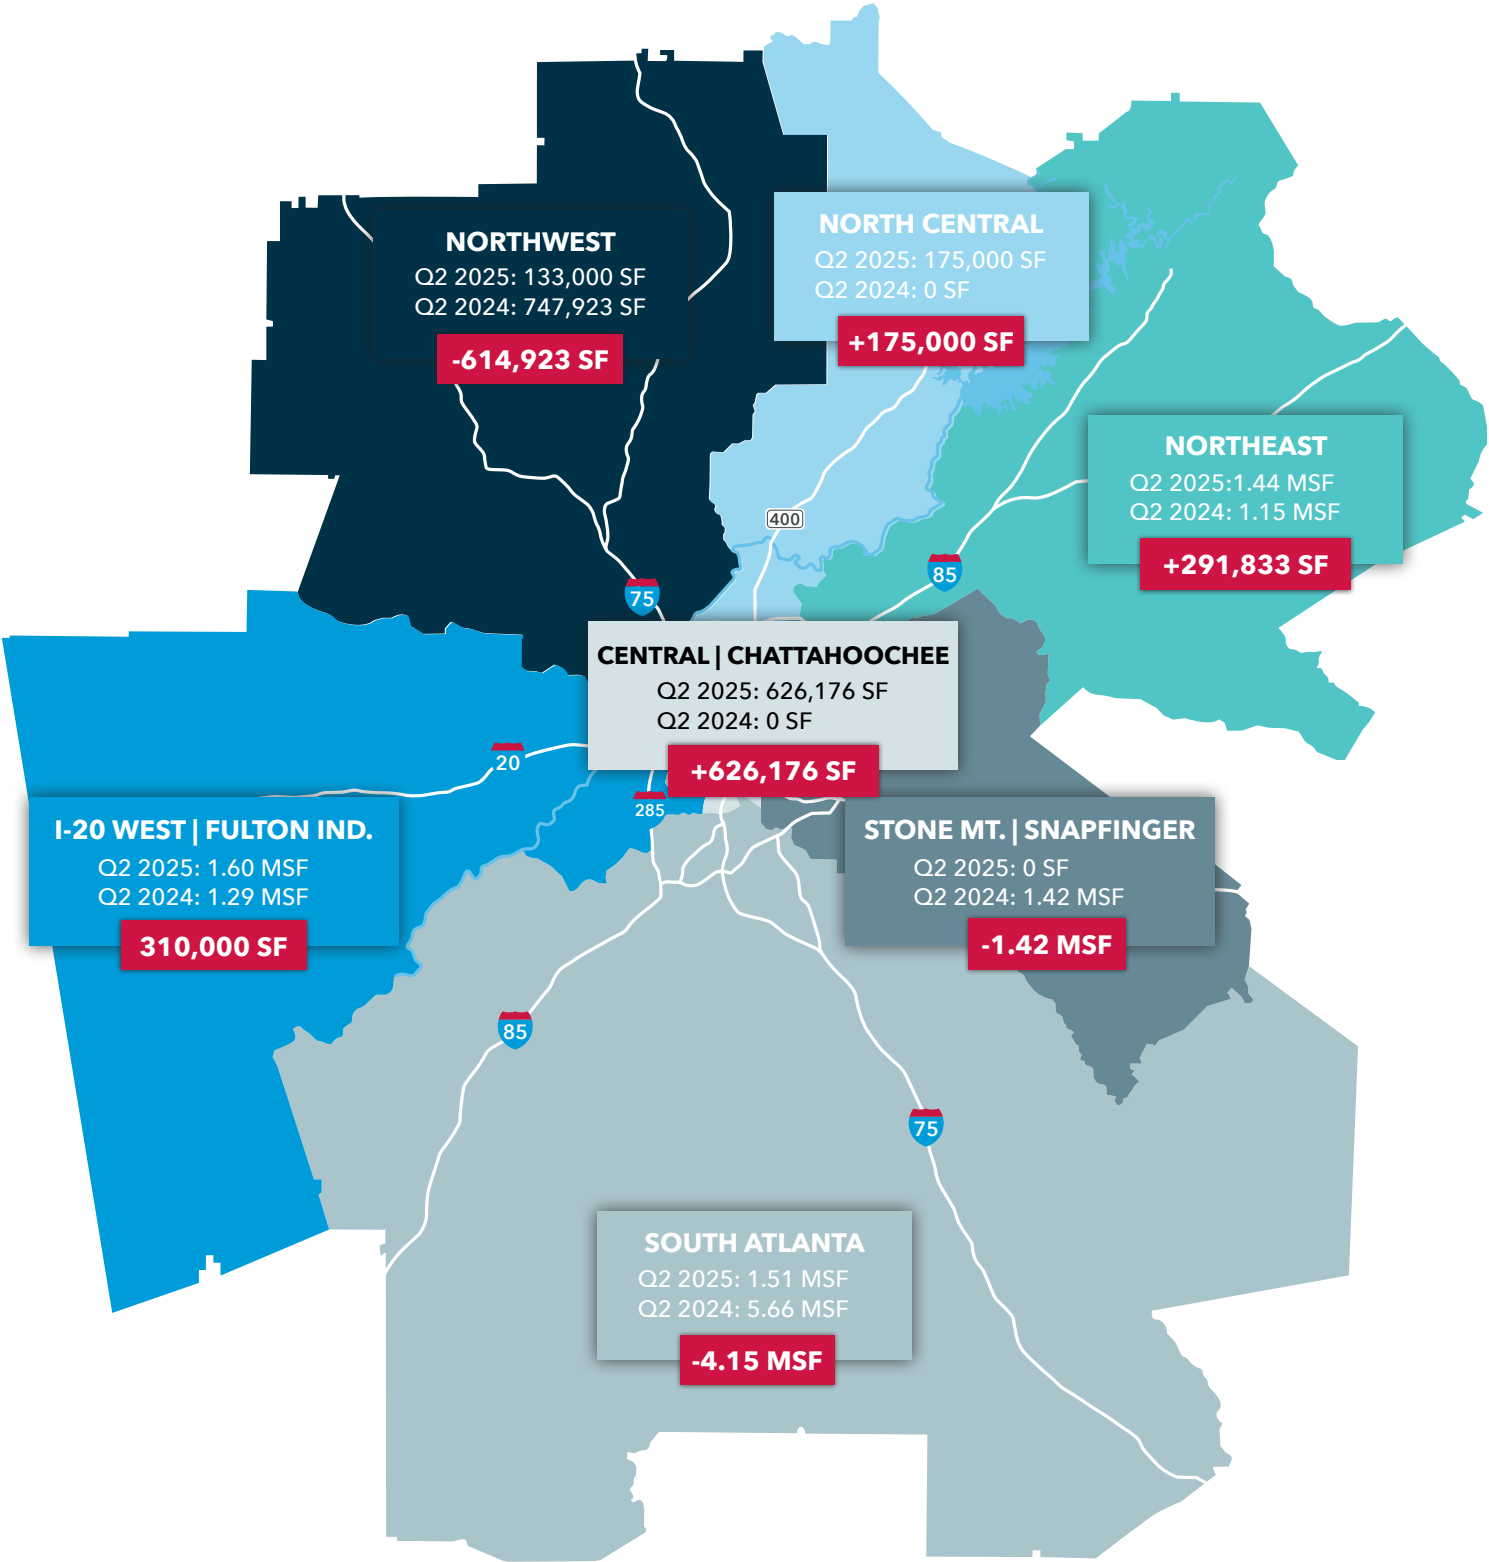 NORTHWEST
Q2 2025: 133,000 SF
Q2 2024: 747,923 SF
-614,923 SF
NORTH CENTRAL
Q2 2025: 175,000 SF
Q2 2024: 0 SF
+175,000 SF
NORTHEAST
Q2 2025:1.44 MSF
Q2 2024: 1.15 MSF
+291,833 SF
400
85
75
CENTRAL | CHATTAHOOCHEE
Q2 2025: 626,176 SF
Q2 2024: 0 SF
+626,176 SF
20
285
I-20 WEST | FULTON IND.
Q2 2025: 1.60 MSF
Q2 2024: 1.29 MSF
310,000 SF
STONE MT. | SNAPFINGER
Q2 2025: 0 SF
Q2 2024: 1.42 MSF
-1.42 MSF
85
75
SOUTH ATLANTA
Q2 2025: 1.51 MSF
Q2 2024: 5.66 MSF
-4.15 MSF